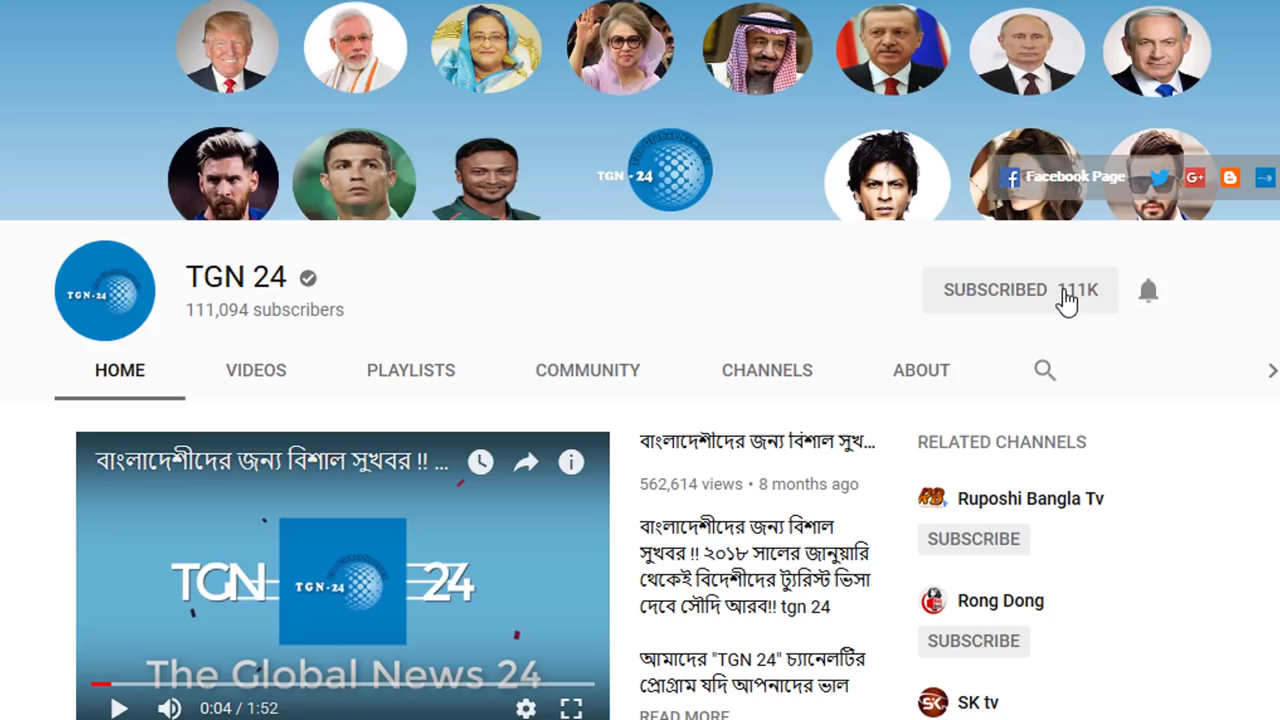 TGN - 24
Facebook Page
TGN-24
TGN 24
111,094 subscribers
SUBSCRIBED 111K
HOME VIDEOS PLAYLISTS COMMUNITY CHANNELS ABOUT
বাংলাদেশীদের জন্য বিশাল সুখবর !! ...
TGN 24
TGN-24
The Global News 24
0:04 / 1:52
বাংলাদেশীদের জন্য বিশাল সুখ...
562,614 views • 8 months ago
বাংলাদেশীদের জন্য বিশাল
সুখবর !! ২০১৮ সালের জানুয়ারি
থেকেই বিদেশীদের ট্যুরিস্ট ভিসা
দেবে সৌদি আরব!! tgn 24
আমাদের "TGN 24" চ্যানেলটির
প্রোগ্রাম যদি আপনাদের ভাল
READ MORE
RELATED CHANNELS
Ruposhi Bangla Tv
SUBSCRIBE
Rong Dong
SUBSCRIBE
SK tv